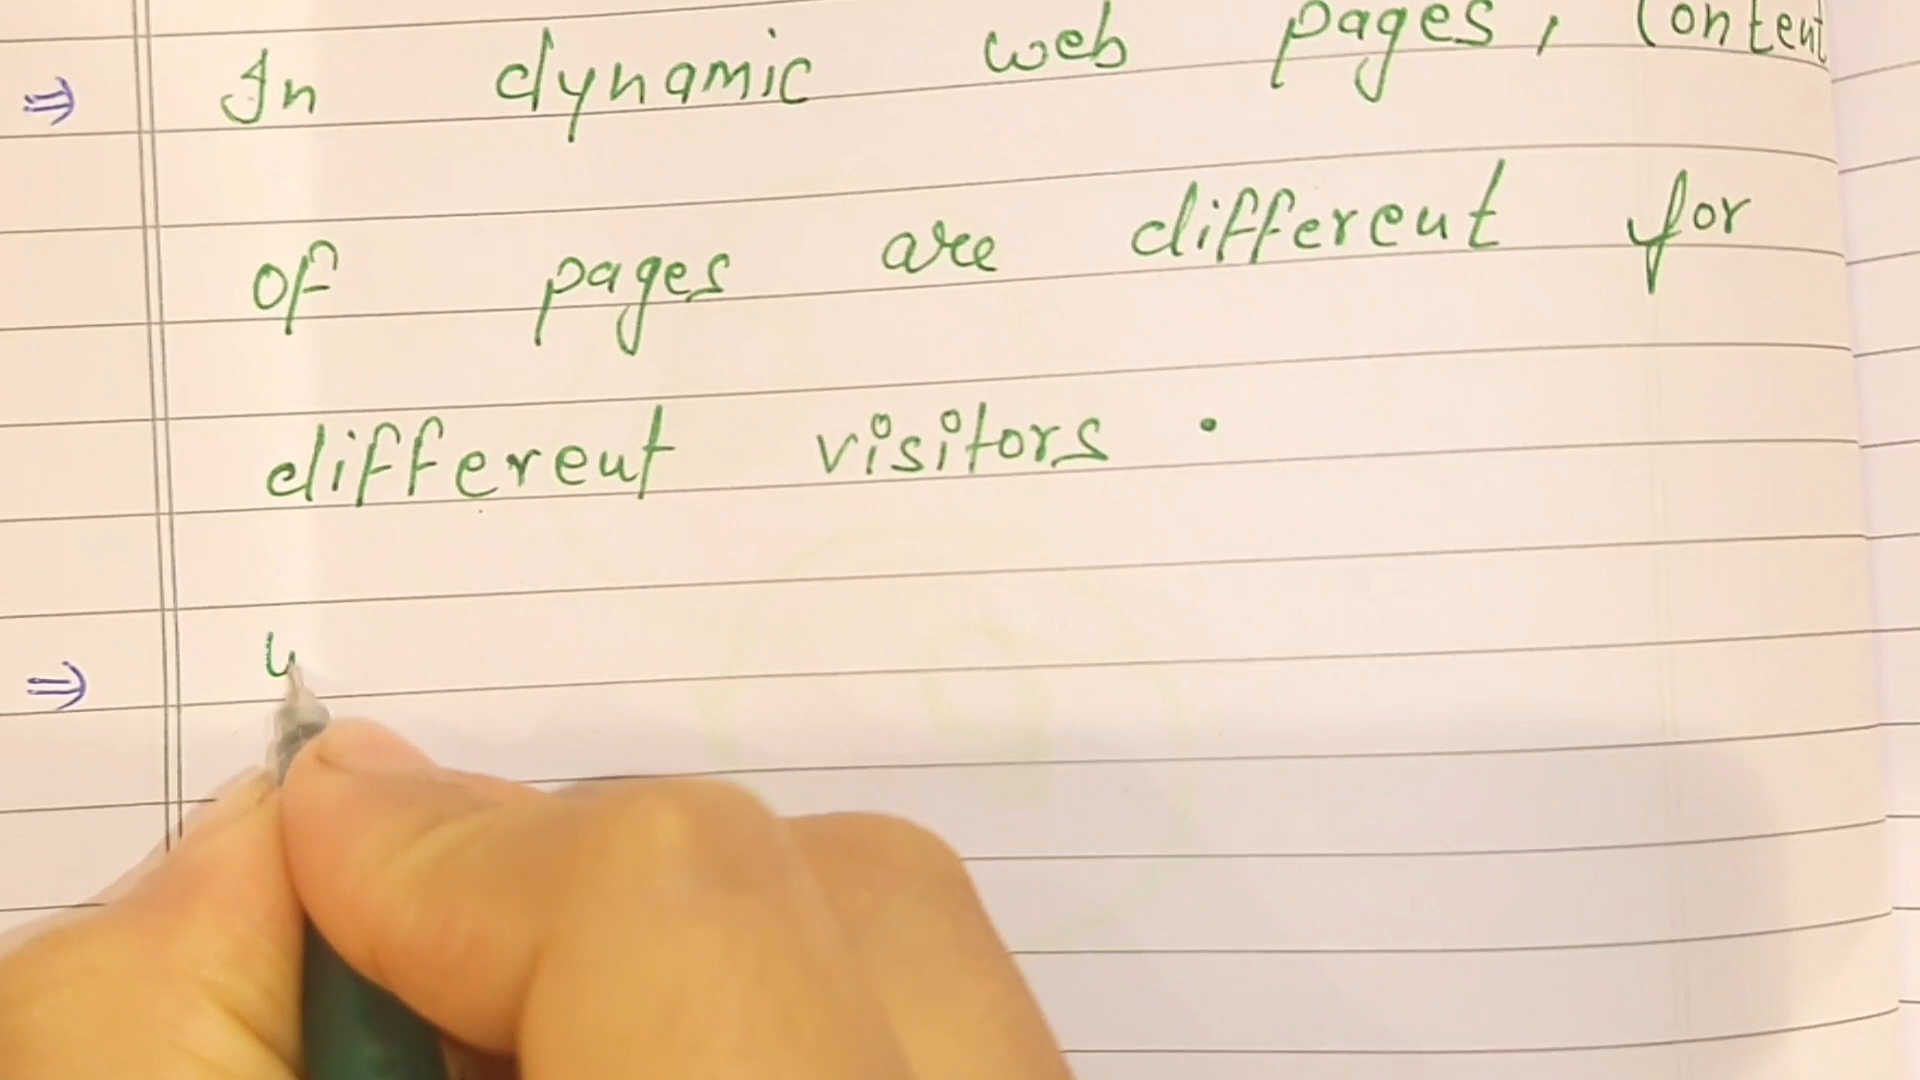 ⇒ In dynamic web pages, Content
of pages are different for
different visitors.
⇒